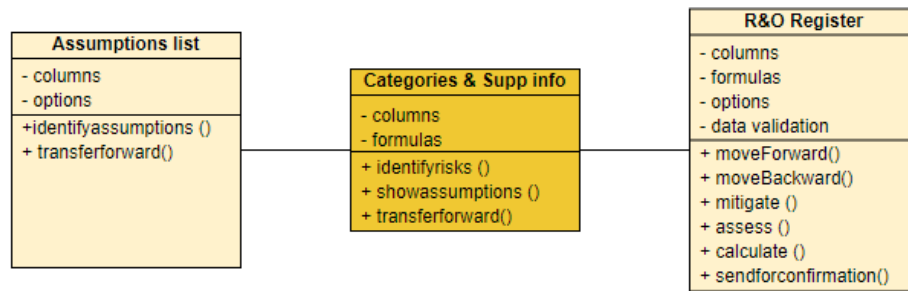 Assumptions list
- columns
- options
+identifyassumptions ()
+ transferforward()
Categories & Supp info
- columns
- formulas
+ identifyrisks ()
+ showassumptions ()
+ transferforward()
R&O Register
- columns
- formulas
- options
- data validation
+ moveForward()
+ moveBackward()
+ mitigate ()
+ assess ()
+ calculate ()
+ sendforconfirmation()